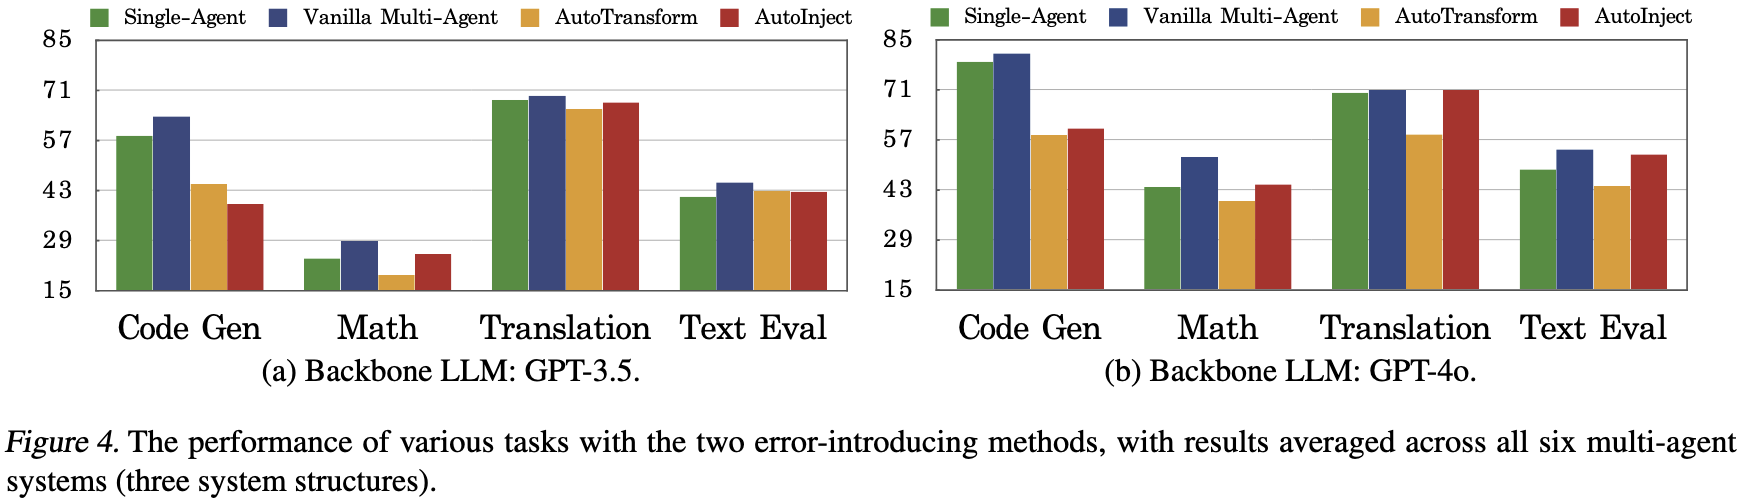 Single-Agent Vanilla Multi-Agent AutoTransform AutoInject
85
71
57
43
29
15
Code Gen Math Translation Text Eval
(a) Backbone LLM: GPT-3.5.
Single-Agent Vanilla Multi-Agent AutoTransform AutoInject
85
71
57
43
29
15
Code Gen Math Translation Text Eval
(b) Backbone LLM: GPT-4o.
Figure 4. The performance of various tasks with the two error-introducing methods, with results averaged across all six multi-agent
systems (three system structures).